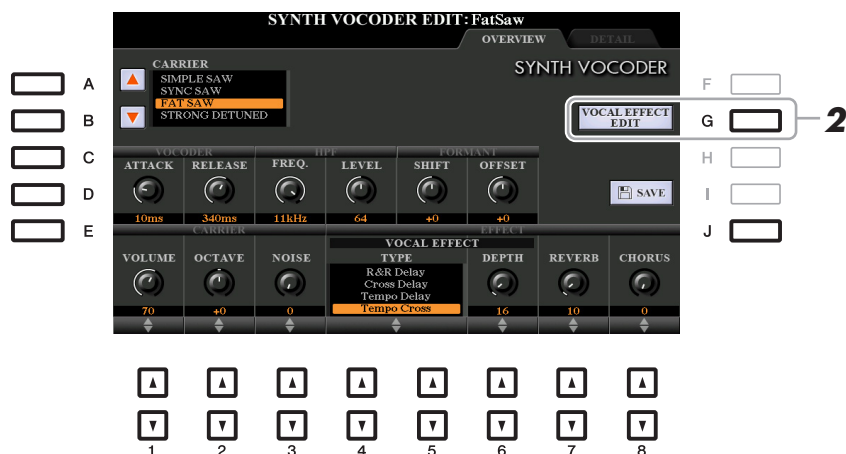 SYNTH VOCODER EDIT: FatSaw
OVERVIEW DETAIL
SYNTH VOCODER
CARRIER
SIMPLE SAW
SYNC SAW
FAT SAW
STRONG DETUNED
A
B
C
D
E
F
G
H
I
J
VOCAL EFFECT
EDIT
2
SAVE
VOCODER HPF FORMANT
ATTACK RELEASE FREQ. LEVEL SHIFT OFFSET
10ms 340ms 11kHz 64 +0 +0
CARRIER EFFECT
VOCAL EFFECT
VOLUME OCTAVE NOISE TYPE DEPTH REVERB CHORUS
R&R Delay
Cross Delay
Tempo Delay
Tempo Cross
70 +0 0 16 10 0
1 2 3 4 5 6 7 8